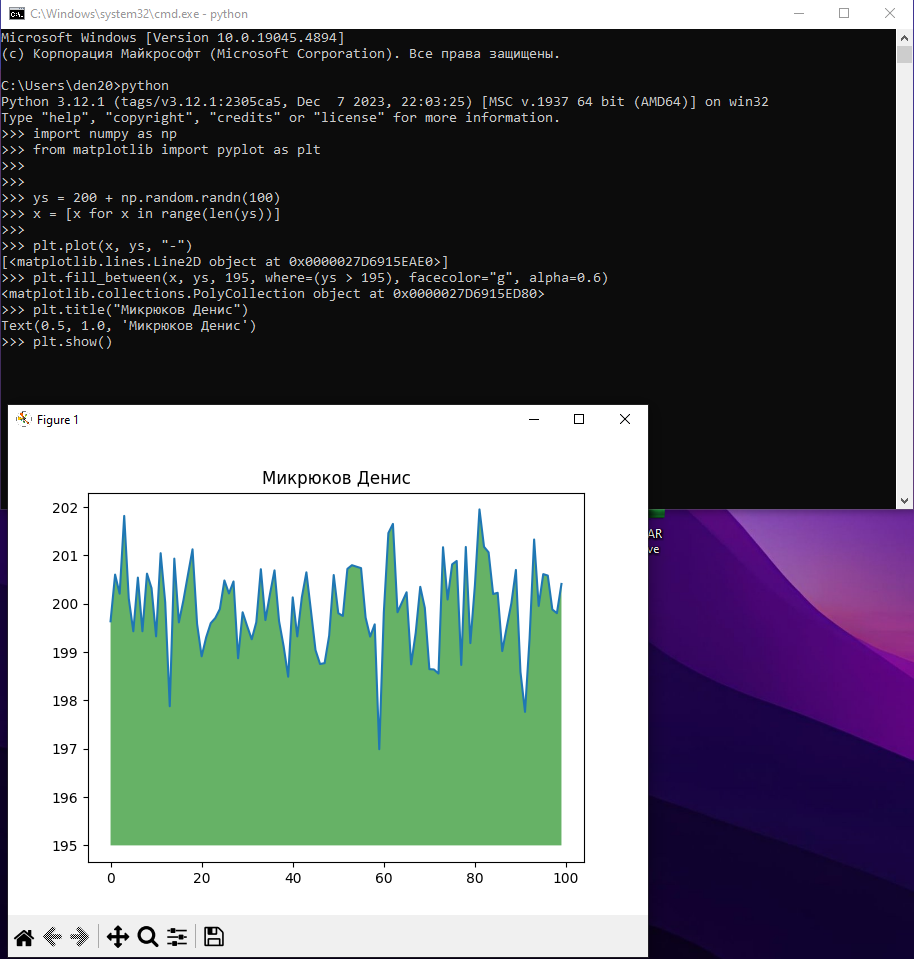 C:\Windows\system32\cmd.exe - python
Microsoft Windows [Version 10.0.19045.4894]
(c) Корпорация Майкрософт (Microsoft Corporation). Все права защищены.
C:\Users\den20>python
Python 3.12.1 (tags/v3.12.1:2305ca5, Dec  7 2023, 22:03:25) [MSC v.1937 64 bit (AMD64)] on win32
Type "help", "copyright", "credits" or "license" for more information.
>>> import numpy as np
>>> from matplotlib import pyplot as plt
>>>
>>>
>>> ys = 200 + np.random.randn(100)
>>> x = [x for x in range(len(ys))]
>>>
>>> plt.plot(x, ys, "-")
[<matplotlib.lines.Line2D object at 0x0000027D6915EAE0>]
>>> plt.fill_between(x, ys, 195, where=(ys > 195), facecolor="g", alpha=0.6)
<matplotlib.collections.PolyCollection object at 0x0000027D6915ED80>
>>> plt.title("Микрюков Денис")
Text(0.5, 1.0, 'Микрюков Денис')
>>> plt.show()
Figure 1
Микрюков Денис
202
201
200
199
198
197
196
195
0 20 40 60 80 100
AR
ve